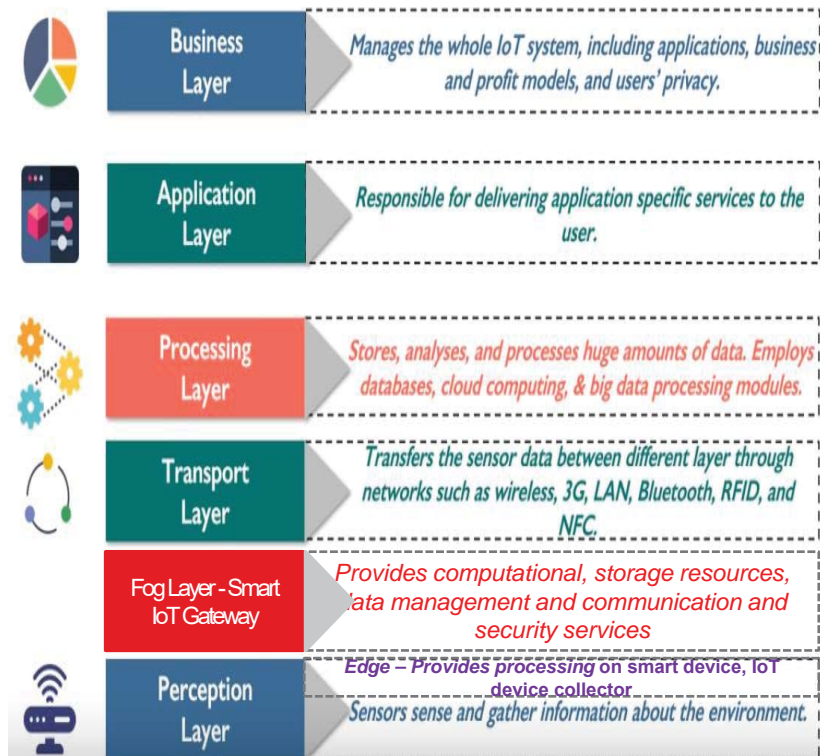 Business
Layer
Manages the whole IoT system, including applications, business
and profit models, and users' privacy.
Application
Layer
Responsible for delivering application specific services to the
user.
Processing
Layer
Stores, analyses, and processes huge amounts of data. Employs
databases, cloud computing, & big data processing modules.
Transport
Layer
Transfers the sensor data between different layer through
networks such as wireless, 3G, LAN, Bluetooth, RFID, and
NFC.
Fog Layer - Smart
IoT Gateway
Provides computational, storage resources,
data management and communication and
security services
Perception
Layer
Edge – Provides processing on smart device, IoT
device collector
Sensors sense and gather information about the environment.